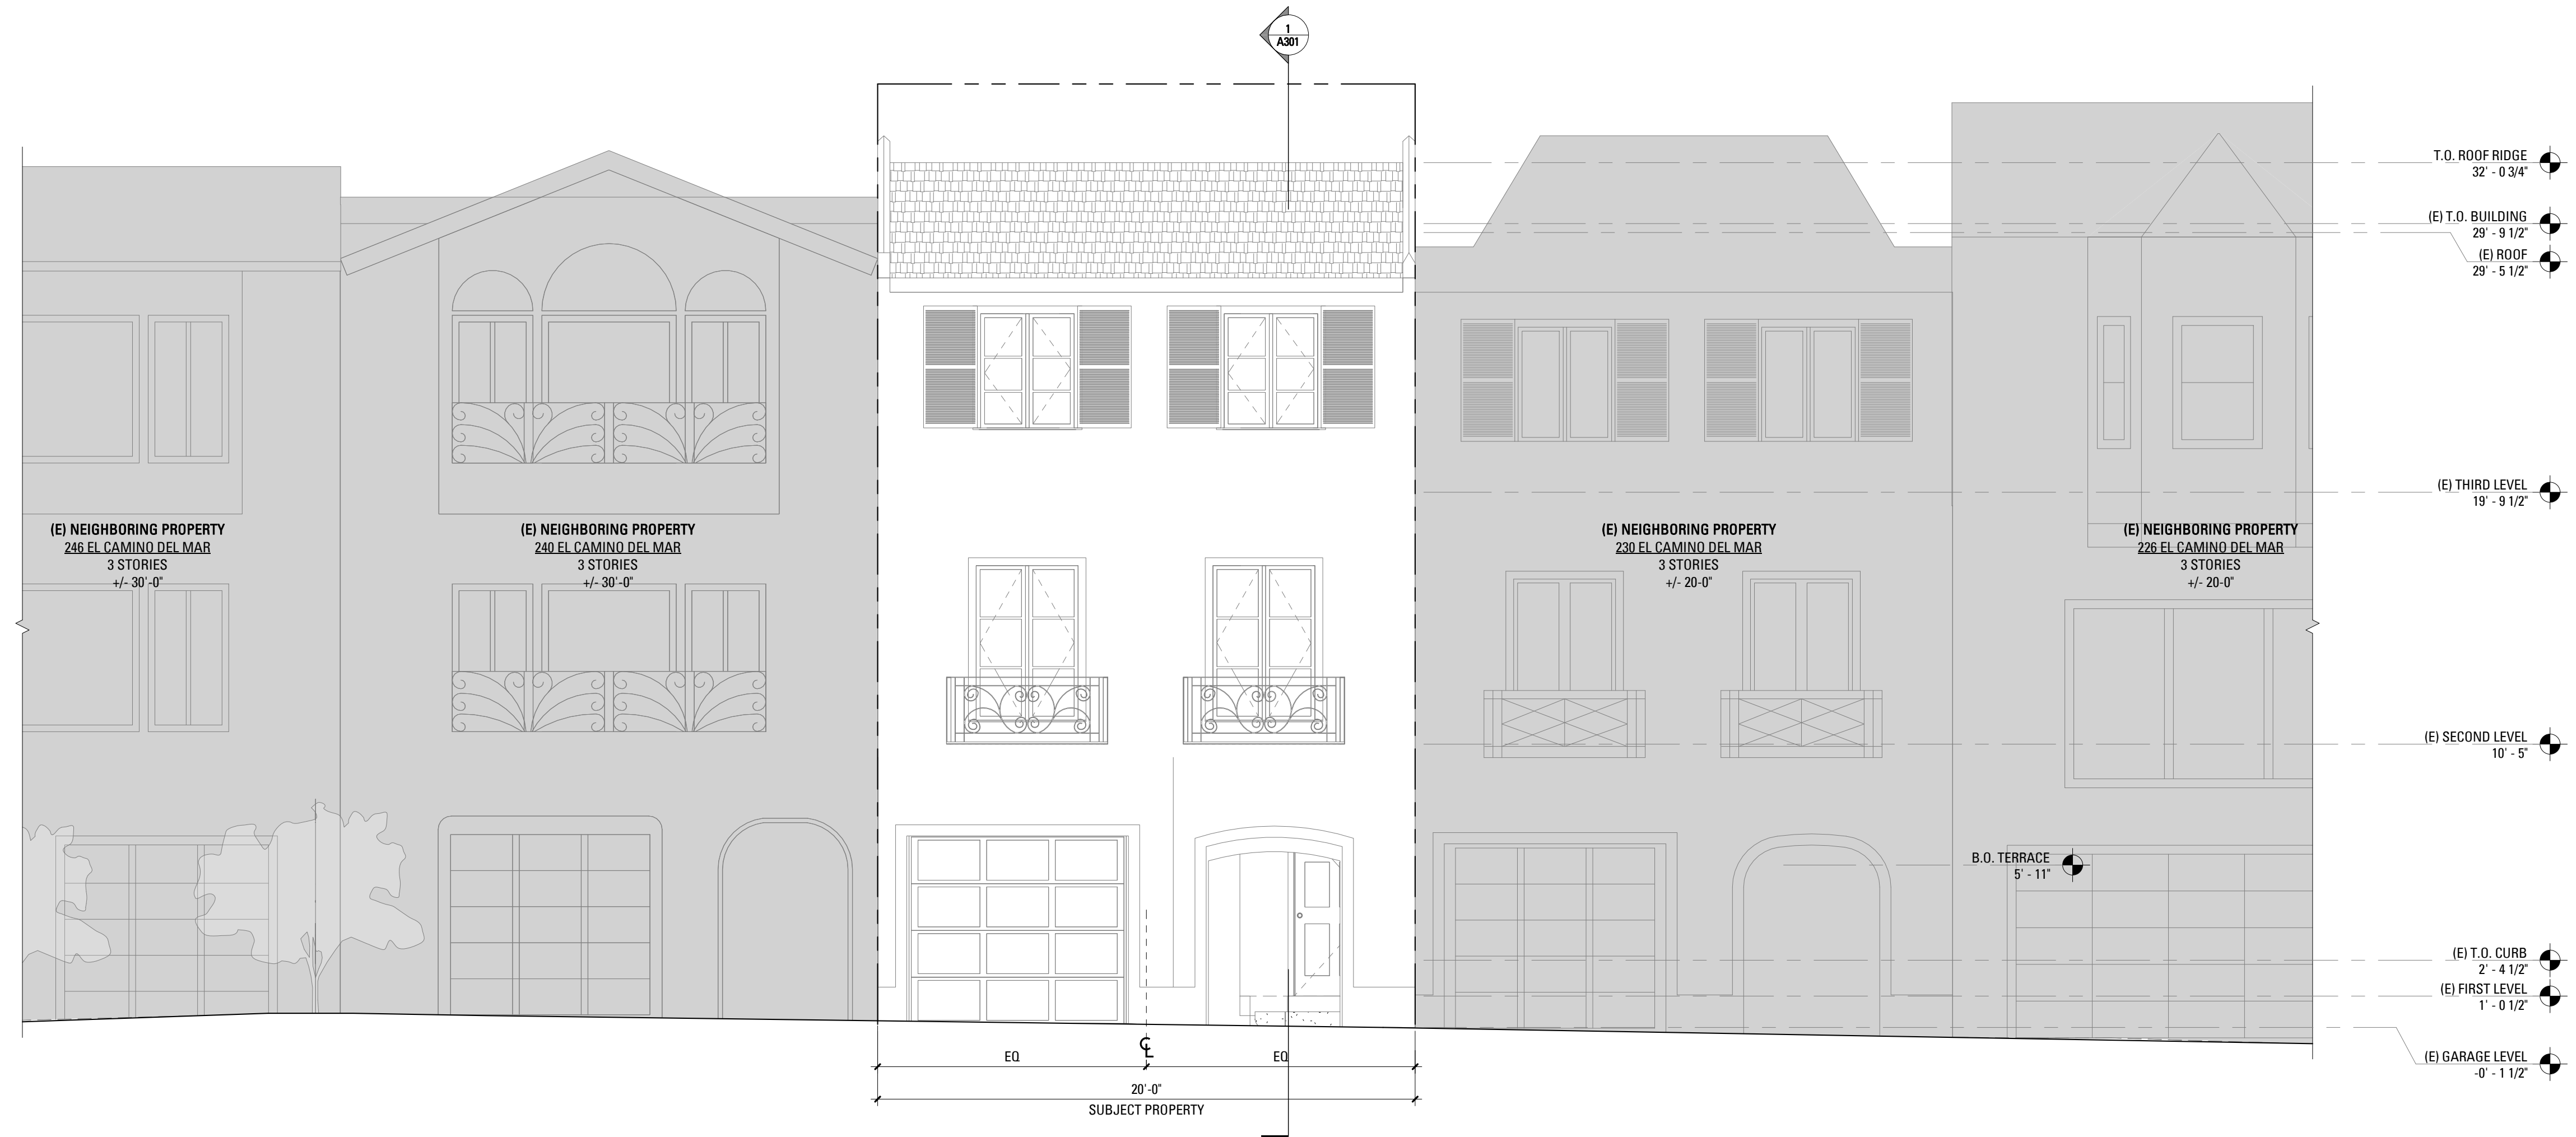 1
A301
T.O. ROOF RIDGE
32' - 0 3/4"
(E) T.O. BUILDING
29' - 9 1/2"
(E) ROOF
29' - 5 1/2"
(E) THIRD LEVEL
19' - 9 1/2"
(E) NEIGHBORING PROPERTY
246 EL CAMINO DEL MAR
3 STORIES
+/- 30'-0"
(E) NEIGHBORING PROPERTY
240 EL CAMINO DEL MAR
3 STORIES
+/- 30'-0"
(E) NEIGHBORING PROPERTY
230 EL CAMINO DEL MAR
3 STORIES
+/- 20-0"
(E) NEIGHBORING PROPERTY
226 EL CAMINO DEL MAR
3 STORIES
+/- 20-0"
(E) SECOND LEVEL
10' - 5"
B.O. TERRACE
5' - 11"
(E) T.O. CURB
2' - 4 1/2"
(E) FIRST LEVEL
1' - 0 1/2"
(E) GARAGE LEVEL
-0' - 1 1/2"
℄
EQ
EQ
20'-0"
SUBJECT PROPERTY